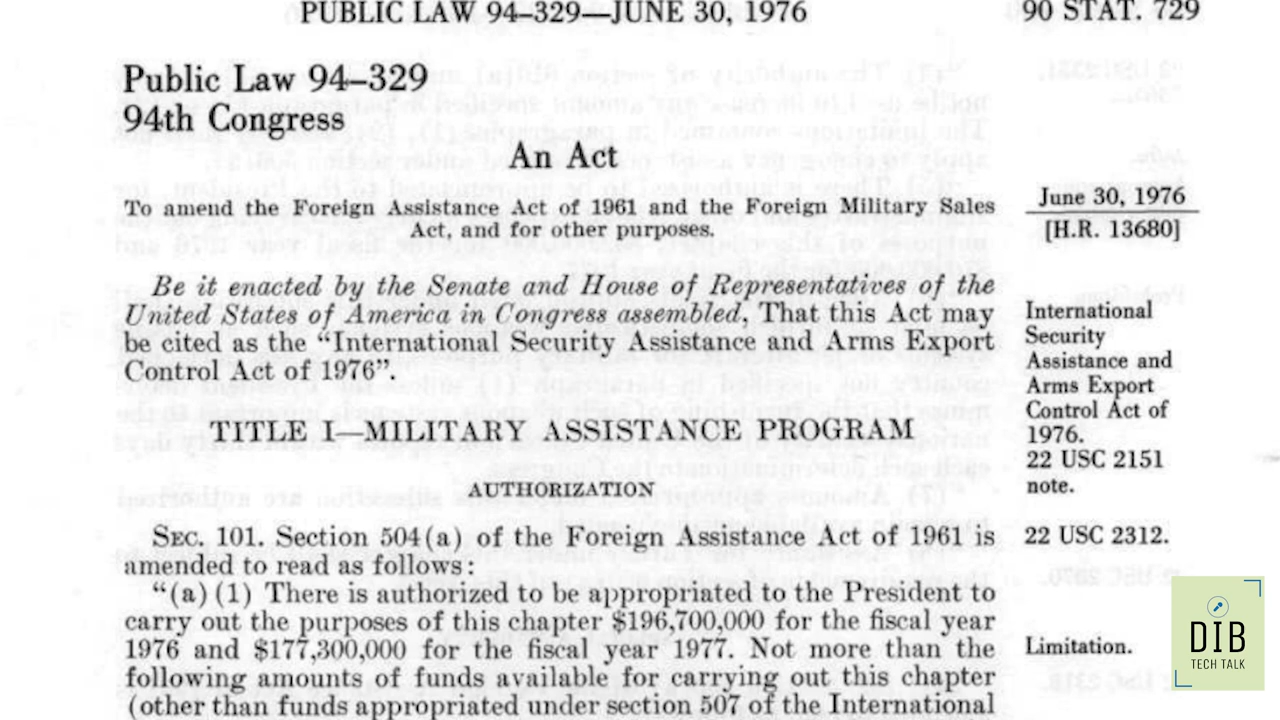 PUBLIC LAW 94–329—JUNE 30, 1976
90 STAT. 729
Public Law 94–329
94th Congress
An Act
To amend the Foreign Assistance Act of 1961 and the Foreign Military Sales
Act, and for other purposes.
June 30, 1976
[H.R. 13680]
Be it enacted by the Senate and House of Representatives of the
United States of America in Congress assembled, That this Act may
be cited as the “International Security Assistance and Arms Export
Control Act of 1976”.
International
Security
Assistance and
Arms Export
Control Act of
1976.
22 USC 2151
note.
TITLE I—MILITARY ASSISTANCE PROGRAM
AUTHORIZATION
SEC. 101. Section 504(a) of the Foreign Assistance Act of 1961 is
amended to read as follows:
22 USC 2312.
“(a) (1) There is authorized to be appropriated to the President to
carry out the purposes of this chapter $196,700,000 for the fiscal year
1976 and $177,300,000 for the fiscal year 1977. Not more than the
following amounts of funds available for carrying out this chapter
(other than funds appropriated under section 507 of the International
Limitation.
DIB
TECH TALK